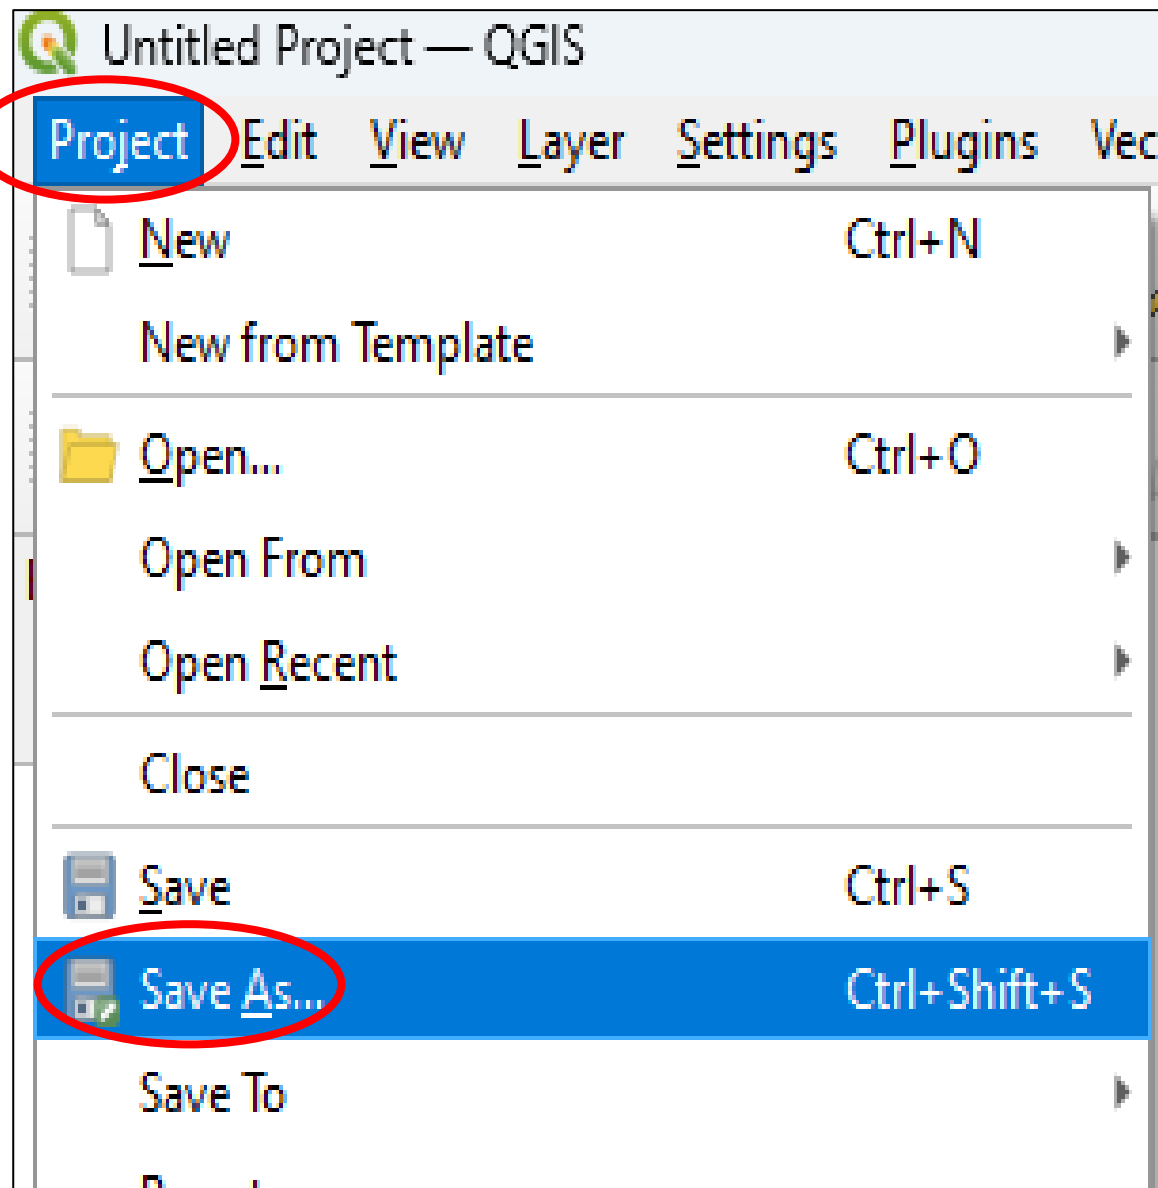 Untitled Project — QGIS
Project Edit View Layer Settings Plugins Vec
New Ctrl+N
New from Template
Open... Ctrl+O
Open From
Open Recent
Close
Save Ctrl+S
Save As... Ctrl+Shift+S
Save To